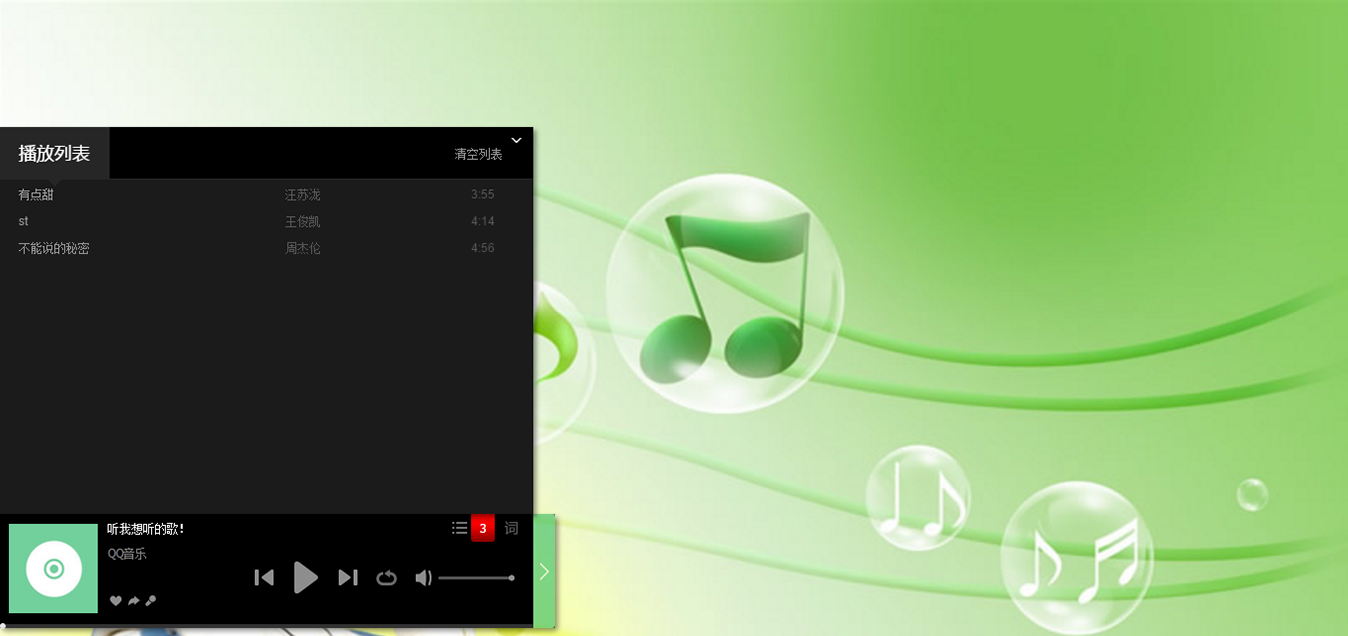 播放列表 清空列表
有点甜 汪苏泷 3:55
st 王俊凯 4:14
不能说的秘密 周杰伦 4:56
听我想听的歌! 3 词
QQ音乐